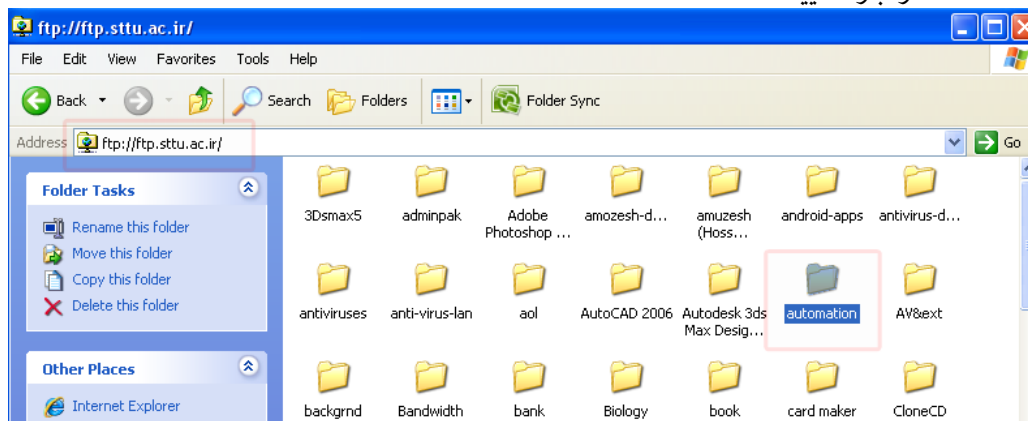 ftp://ftp.sttu.ac.ir/
File Edit View Favorites Tools Help
Back Search Folders Folder Sync
Address ftp://ftp.sttu.ac.ir/ Go
Folder Tasks
Rename this folder
Move this folder
Copy this folder
Delete this folder
Other Places
Internet Explorer
3Dsmax5 adminpak Adobe Photoshop ... amozesh-d... amuzesh (Hoss... android-apps antivirus-d...
antiviruses anti-virus-lan aol AutoCAD 2006 Autodesk 3ds Max Desig... automation AV&ext
backgrnd Bandwidth bank Biology book card maker CloneCD